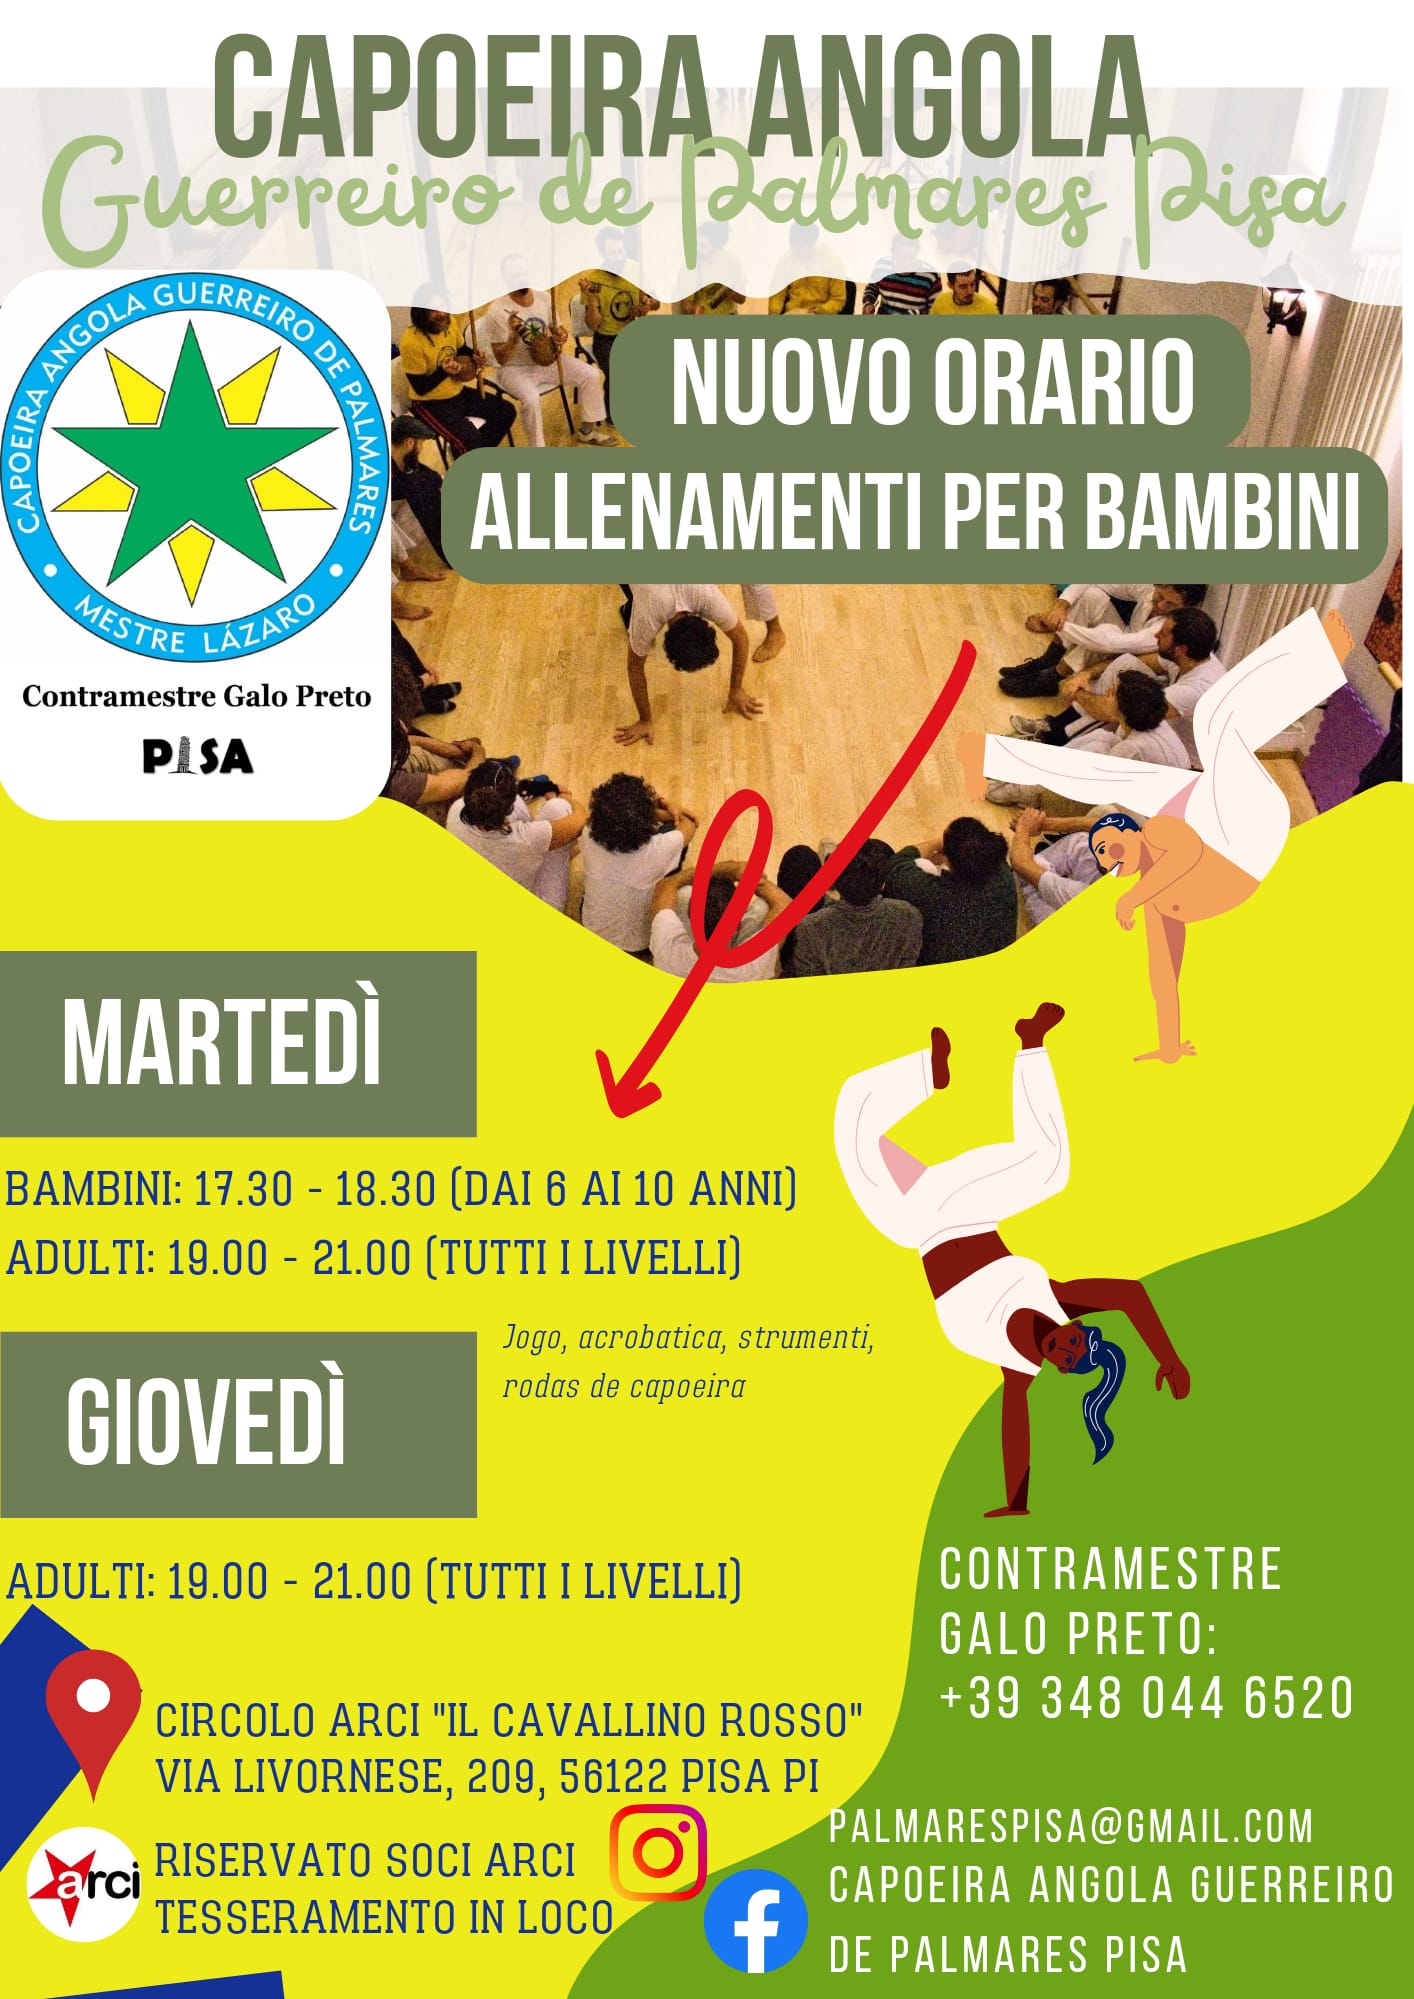 CAPOEIRA ANGOLA
Guerreiro de Palmares Pisa
CAPOEIRA ANGOLA GUERREIRO DE PALMARES
MESTRE LÁZARO
Contramestre Galo Preto
PISA
NUOVO ORARIO
ALLENAMENTI PER BAMBINI
MARTEDÌ
BAMBINI: 17.30 - 18.30 (DAI 6 AI 10 ANNI)
ADULTI: 19.00 - 21.00 (TUTTI I LIVELLI)
Jogo, acrobatica, strumenti,
rodas de capoeira
GIOVEDÌ
ADULTI: 19.00 - 21.00 (TUTTI I LIVELLI)
CONTRAMESTRE
GALO PRETO:
+39 348 044 6520
CIRCOLO ARCI "IL CAVALLINO ROSSO"
VIA LIVORNESE, 209, 56122 PISA PI
arci
RISERVATO SOCI ARCI
TESSERAMENTO IN LOCO
PALMARESPISA@GMAIL.COM
CAPOEIRA ANGOLA GUERREIRO
DE PALMARES PISA